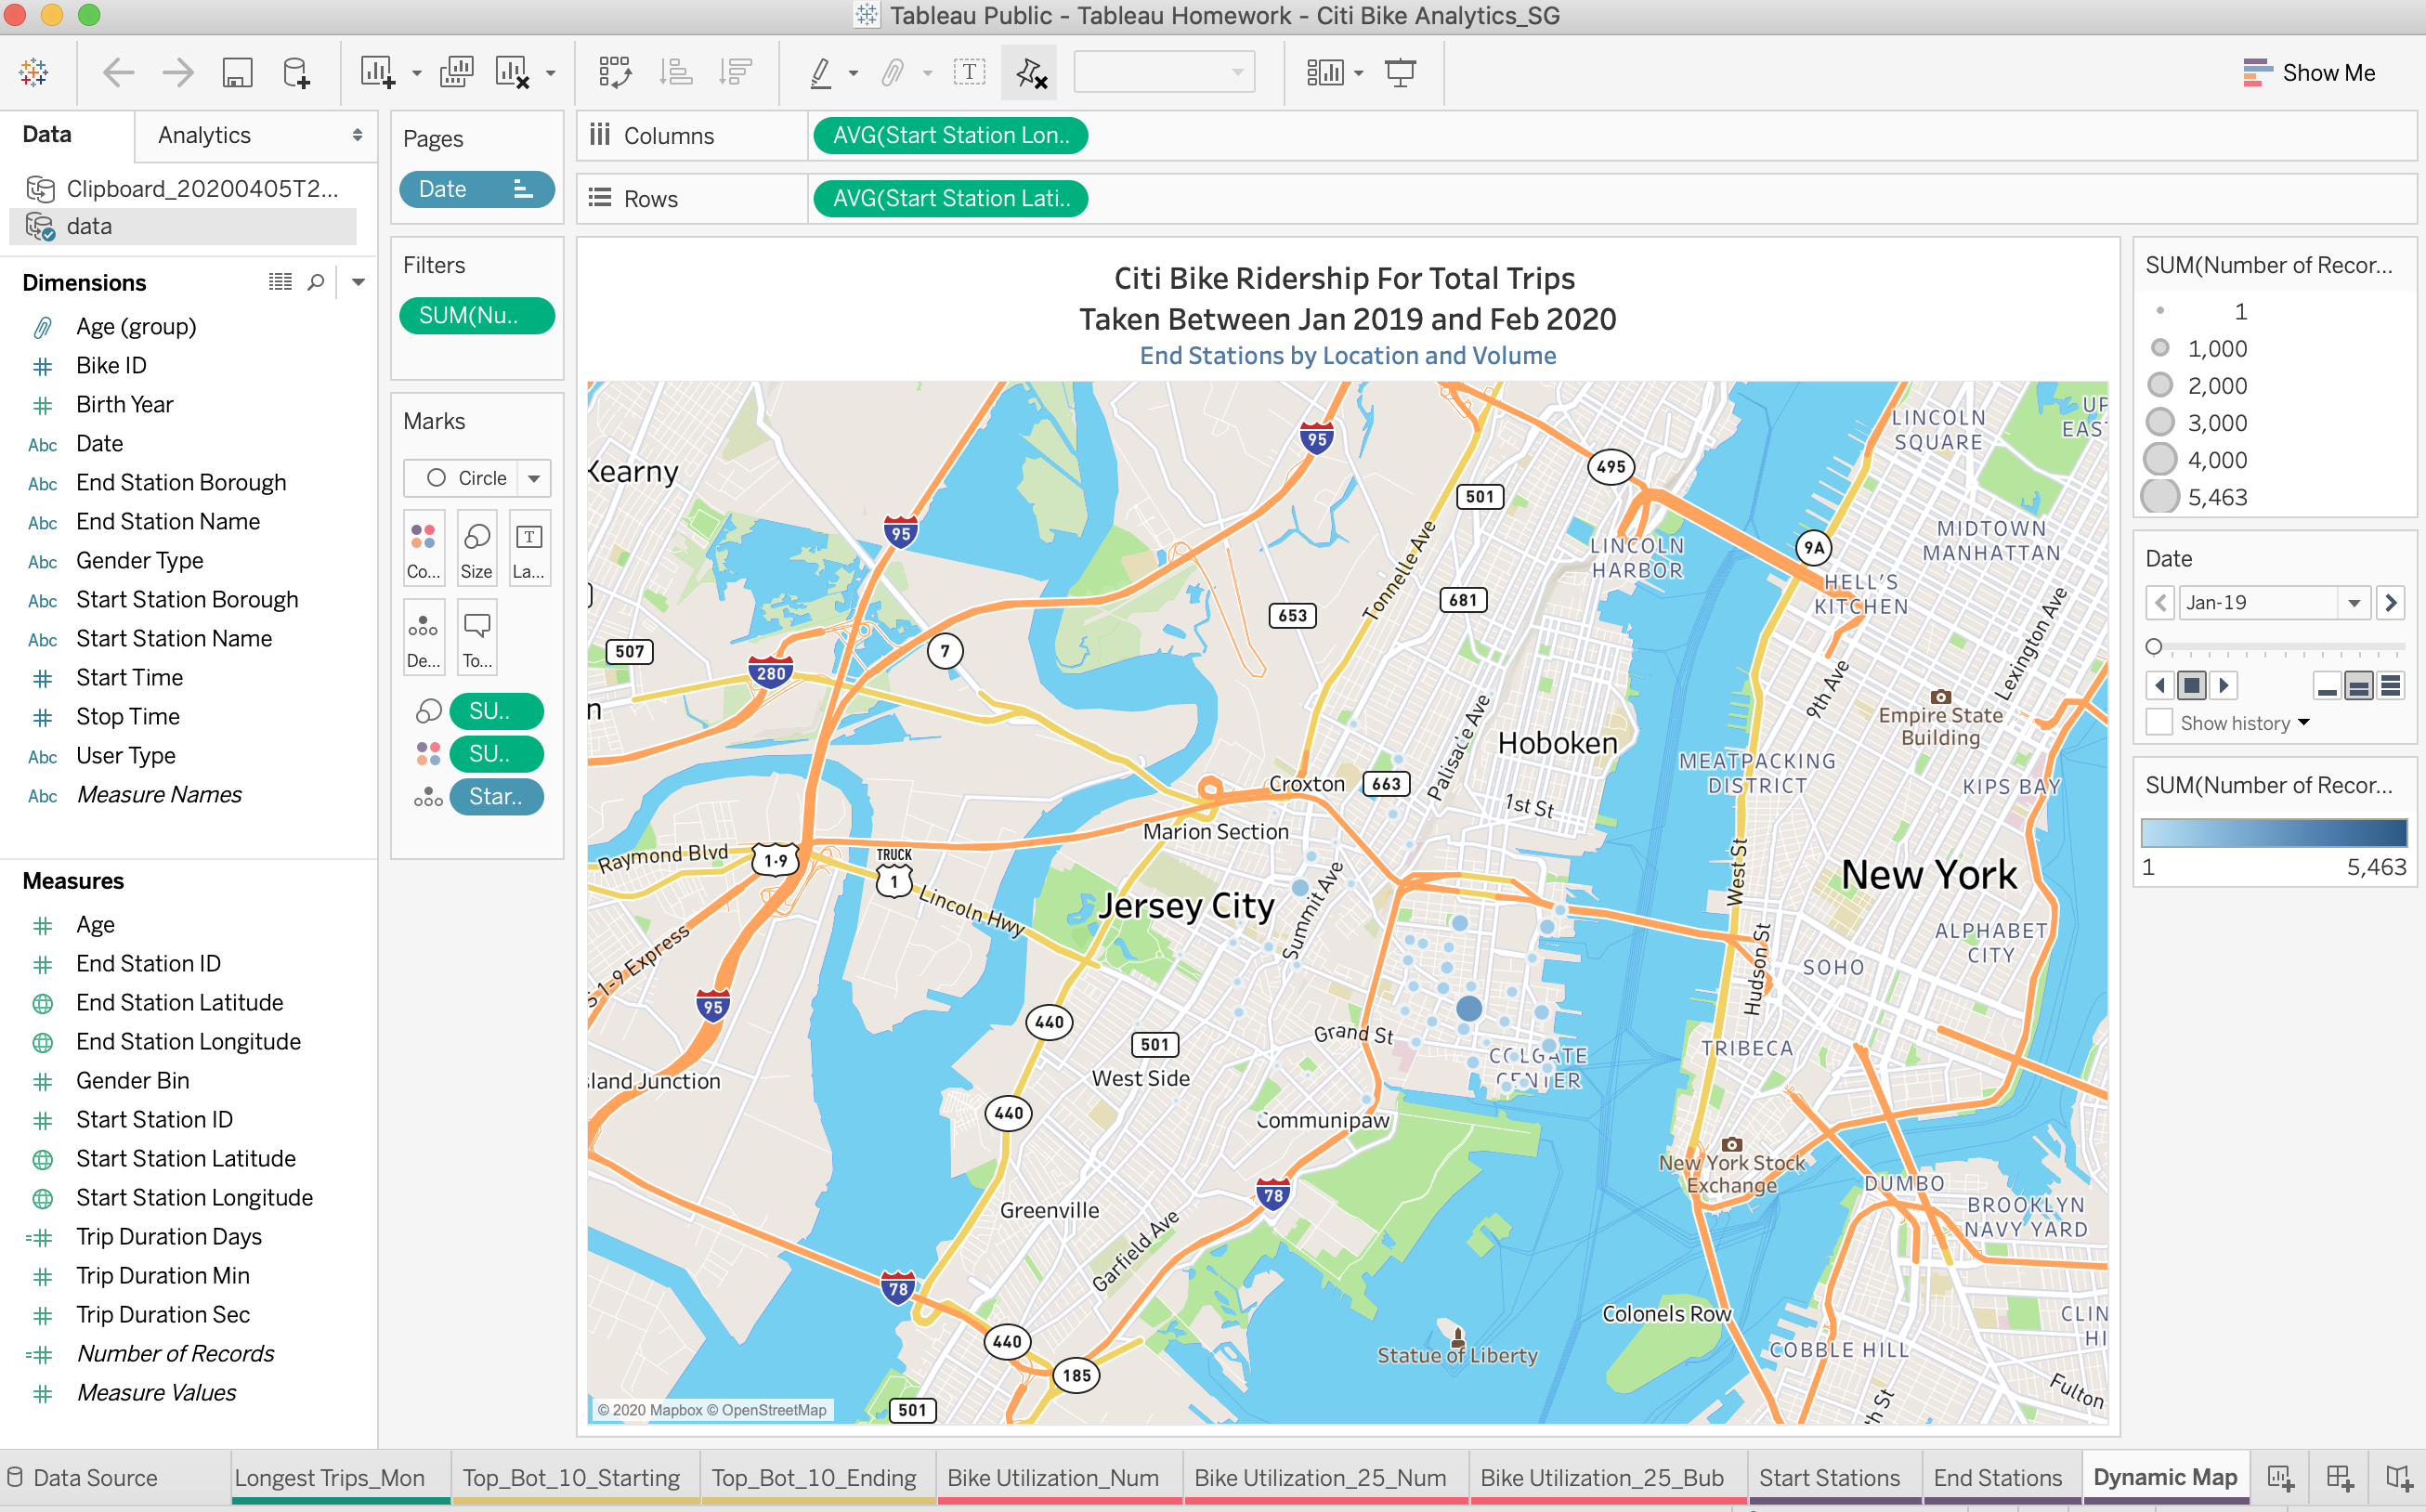 Tableau Public - Tableau Homework - Citi Bike Analytics_SG
Show Me
Data
Analytics
Clipboard_20200405T2...
data
Dimensions
Age (group)
Bike ID
Birth Year
Abc Date
Abc End Station Borough
Abc End Station Name
Abc Gender Type
Abc Start Station Borough
Abc Start Station Name
Start Time
Stop Time
Abc User Type
Abc Measure Names
Measures
Age
End Station ID
End Station Latitude
End Station Longitude
Gender Bin
Start Station ID
Start Station Latitude
Start Station Longitude
Trip Duration Days
Trip Duration Min
Trip Duration Sec
Number of Records
Measure Values
Pages
Date
Filters
SUM(Nu..
Marks
Circle
Co...
Size
La...
De...
To...
SU..
SU..
Star..
Columns
AVG(Start Station Lon..
Rows
AVG(Start Station Lati..
Citi Bike Ridership For Total Trips
Taken Between Jan 2019 and Feb 2020
End Stations by Location and Volume
Kearny
95
95
495
501
LINCOLN
SQUARE
UP
EAS
MIDTOWN
MANHATTAN
LINCOLN
HARBOR
9A
HELL'S
KITCHEN
Tonnelle Ave
681
653
507
280
7
Lexington Ave
9th Ave
Empire State
Building
Palisade Ave
Hoboken
MEATPACKING
DISTRICT
KIPS BAY
Croxton
663
1st St
Marion Section
Raymond Blvd
1-9
TRUCK
1
Lincoln Hwy
West St
New York
Jersey City
Summit Ave
ALPHABET
CITY
S 1-9 Express
95
Hudson St
SOHO
440
501
Grand St
COLGATE
CENTER
TRIBECA
sland Junction
West Side
440
Communipaw
New York Stock
Exchange
DUMBO
BROOKLYN
NAVY YARD
Greenville
78
Garfield Ave
78
Colonels Row
CLIN
HI
440
Statue of Liberty
COBBLE HILL
185
Fulton
th St
501
© 2020 Mapbox © OpenStreetMap
SUM(Number of Recor...
1
1,000
2,000
3,000
4,000
5,463
Date
Jan-19
Show history
SUM(Number of Recor...
1 5,463
Data Source
Longest Trips_Mon
Top_Bot_10_Starting
Top_Bot_10_Ending
Bike Utilization_Num
Bike Utilization_25_Num
Bike Utilization_25_Bub
Start Stations
End Stations
Dynamic Map